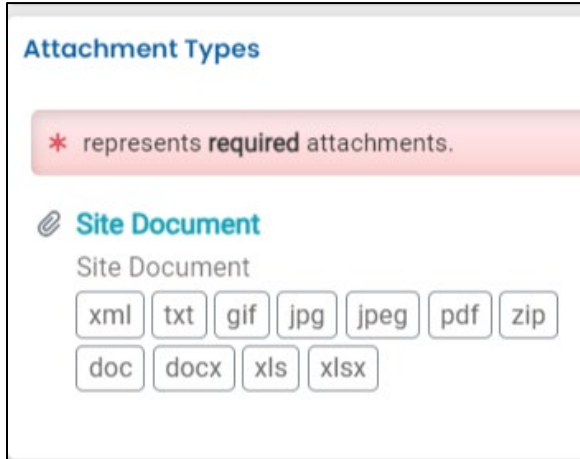 Attachment Types
* represents required attachments.
Site Document
Site Document
xml txt gif jpg jpeg pdf zip
doc docx xls xlsx